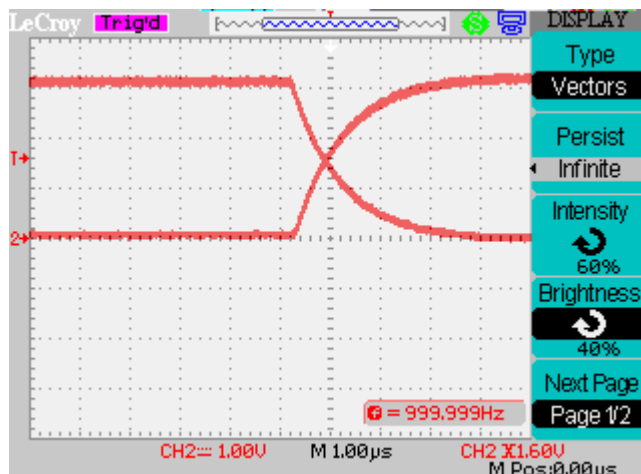 LeCroy Trig'd DISPLAY
Type
Vectors
Persist
Infinite
Intensity
60%
Brightness
40%
Next Page
Page 1/2
T
2
f = 999.999Hz
CH2 1.00V M 1.00µs CH2 X1.60V
M Pos:0.00µs